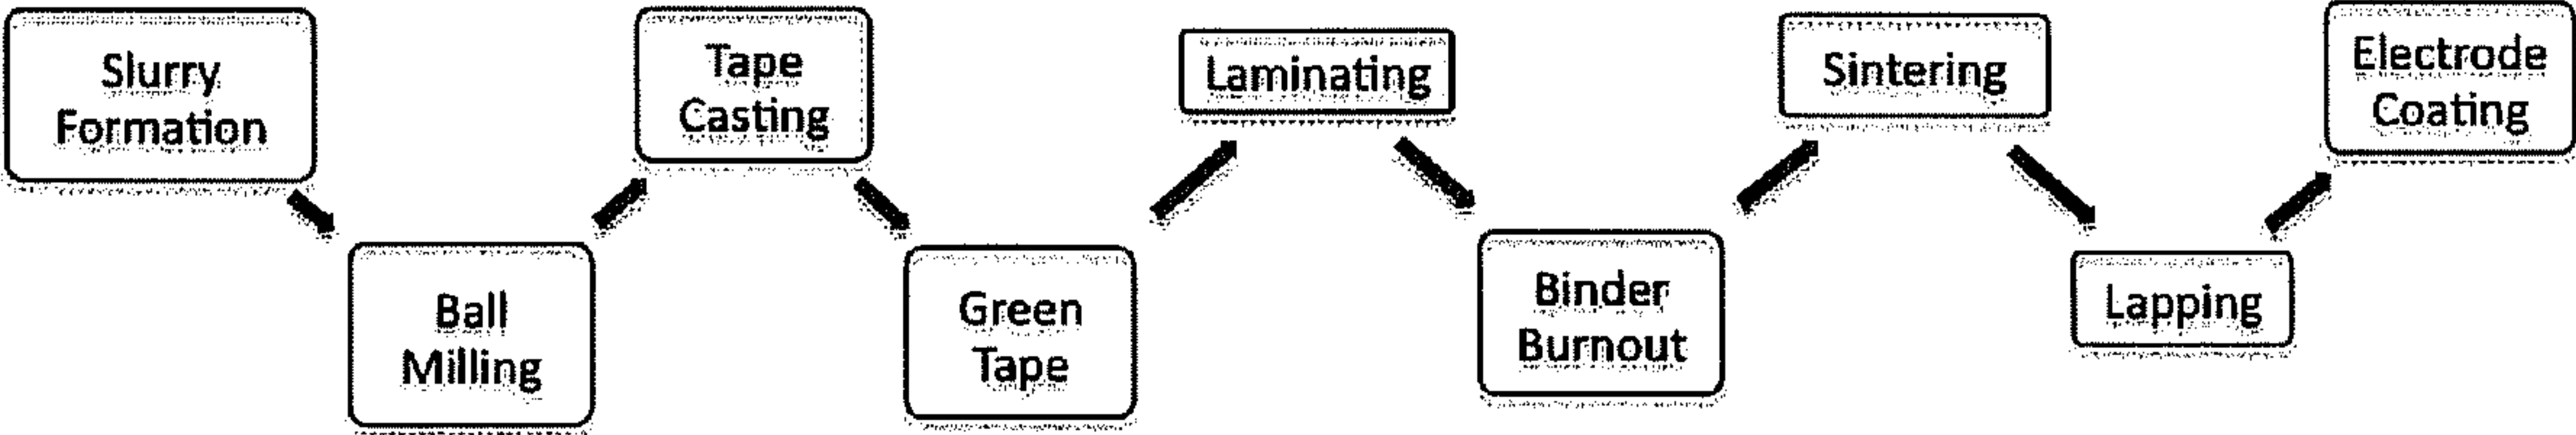 Slurry
Formation
Ball
Milling
Tape
Casting
Green
Tape
Laminating
Binder
Burnout
Sintering
Lapping
Electrode
Coating